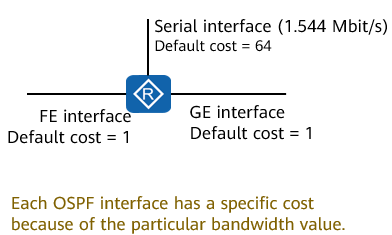 Serial interface (1.544 Mbit/s)
Default cost = 64
R
FE interface
Default cost = 1
GE interface
Default cost = 1
Each OSPF interface has a specific cost
because of the particular bandwidth value.